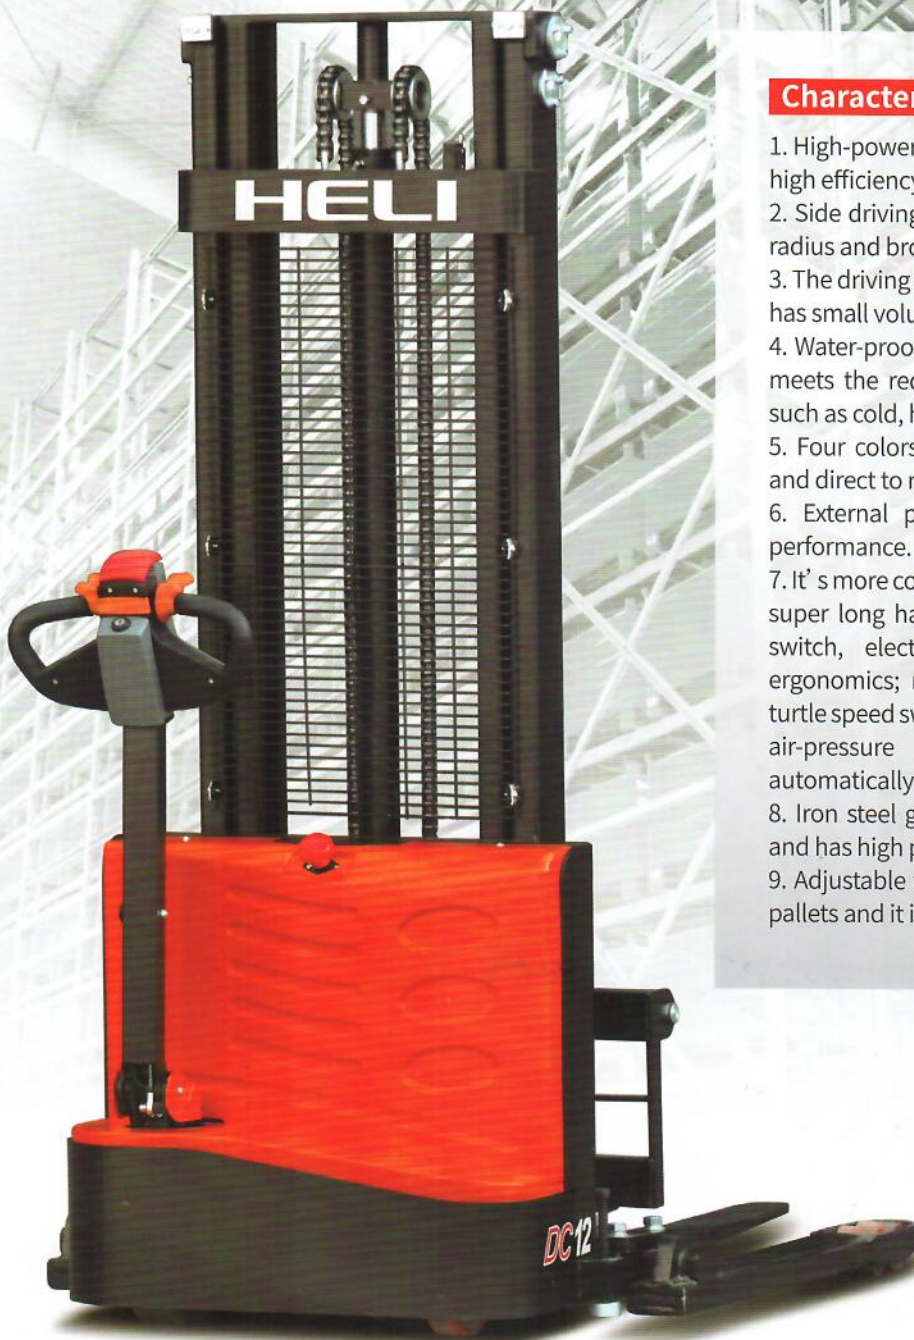 HELI
DC12
Character
1. High-power
high efficiency
2. Side driving
radius and bro
3. The driving
has small volu
4. Water-proo
meets the rec
such as cold, h
5. Four colors
and direct to r
6. External p
performance.
7. It’s more co
super long ha
switch, elect
ergonomics; r
turtle speed sw
air-pressure
automatically
8. Iron steel g
and has high p
9. Adjustable
pallets and it i